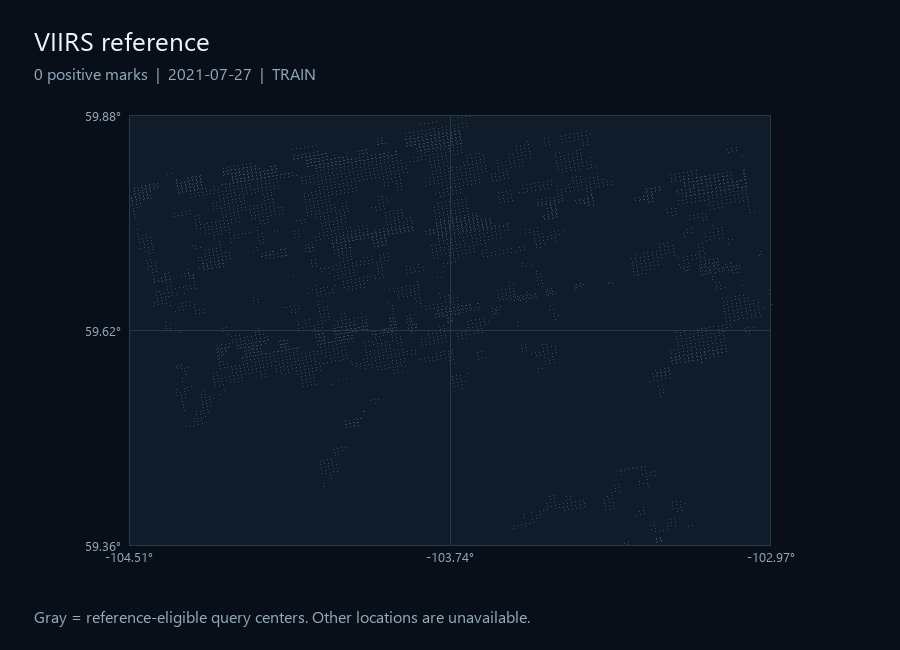 VIIRS reference
0 positive marks | 2021-07-27 | TRAIN
59.88°
59.62°
59.36°
-104.51°
-103.74°
-102.97°
Gray = reference-eligible query centers. Other locations are unavailable.